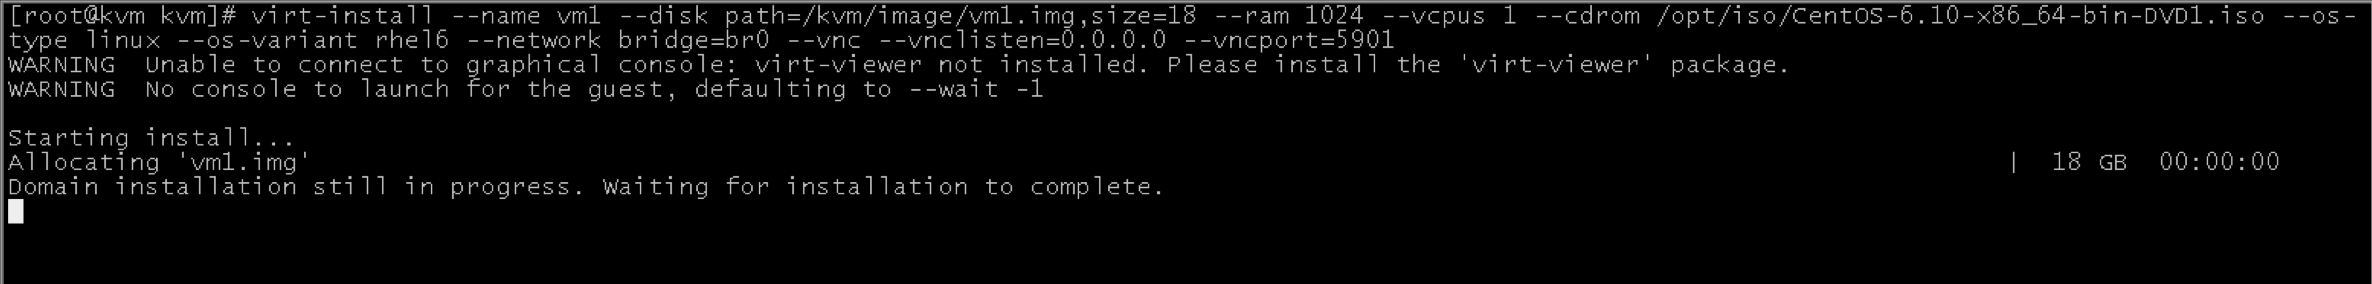 [root@kvm kvm]# virt-install --name vm1 --disk path=/kvm/image/vm1.img,size=18 --ram 1024 --vcpus 1 --cdrom /opt/iso/CentOS-6.10-x86_64-bin-DVD1.iso --os-
type linux --os-variant rhel6 --network bridge=br0 --vnc --vnclisten=0.0.0.0 --vncport=5901
WARNING  Unable to connect to graphical console: virt-viewer not installed. Please install the 'virt-viewer' package.
WARNING  No console to launch for the guest, defaulting to --wait -1
Starting install...
Allocating 'vm1.img' | 18 GB 00:00:00
Domain installation still in progress. Waiting for installation to complete.